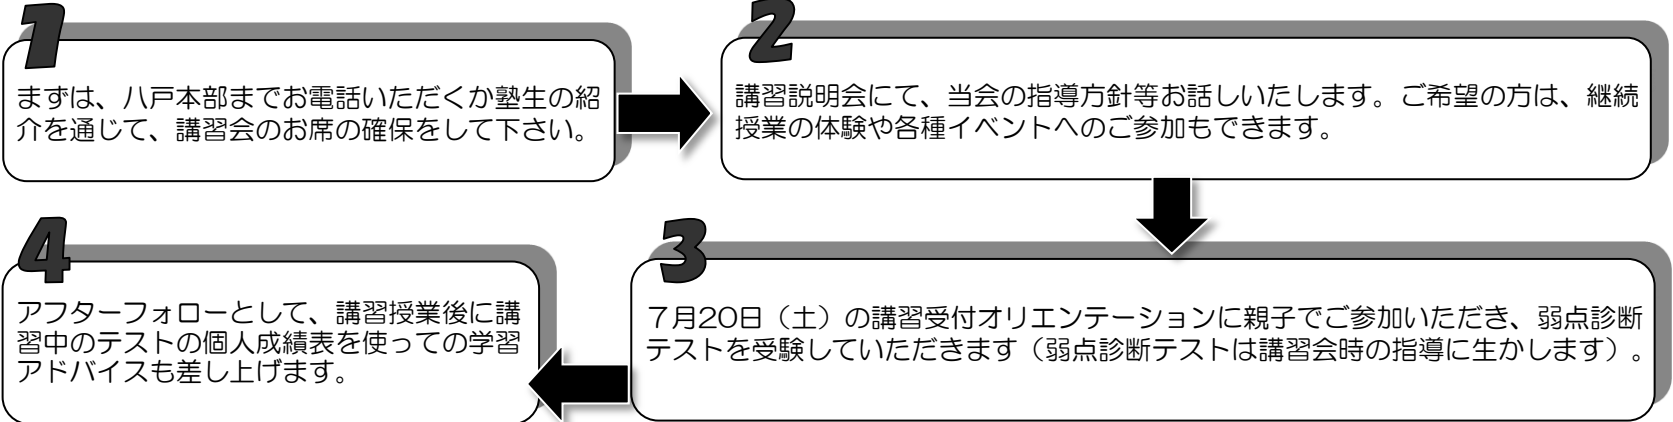 1
まずは、八戸本部までお電話いただくか塾生の紹
介を通じて、講習会のお席の確保をして下さい。
2
講習説明会にて、当会の指導方針等お話しいたします。ご希望の方は、継続
授業の体験や各種イベントへのご参加もできます。
3
７月20日（土）の講習受付オリエンテーションに親子でご参加いただき、弱点診断
テストを受験していただきます（弱点診断テストは講習会時の指導に生かします）。
4
アフターフォローとして、講習授業後に講
習中のテストの個人成績表を使っての学習
アドバイスも差し上げます。